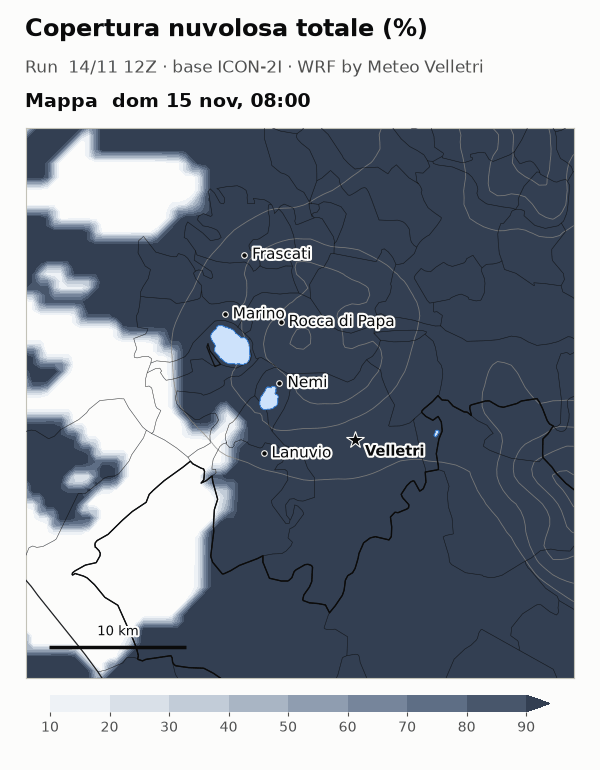 Copertura nuvolosa totale (%)
Run 14/11 12Z · base ICON-2I · WRF by Meteo Velletri
Mappa dom 15 nov, 08:00
Frascati
Marino
Rocca di Papa
Nemi
Velletri
Lanuvio
10 km
10 20 30 40 50 60 70 80 90